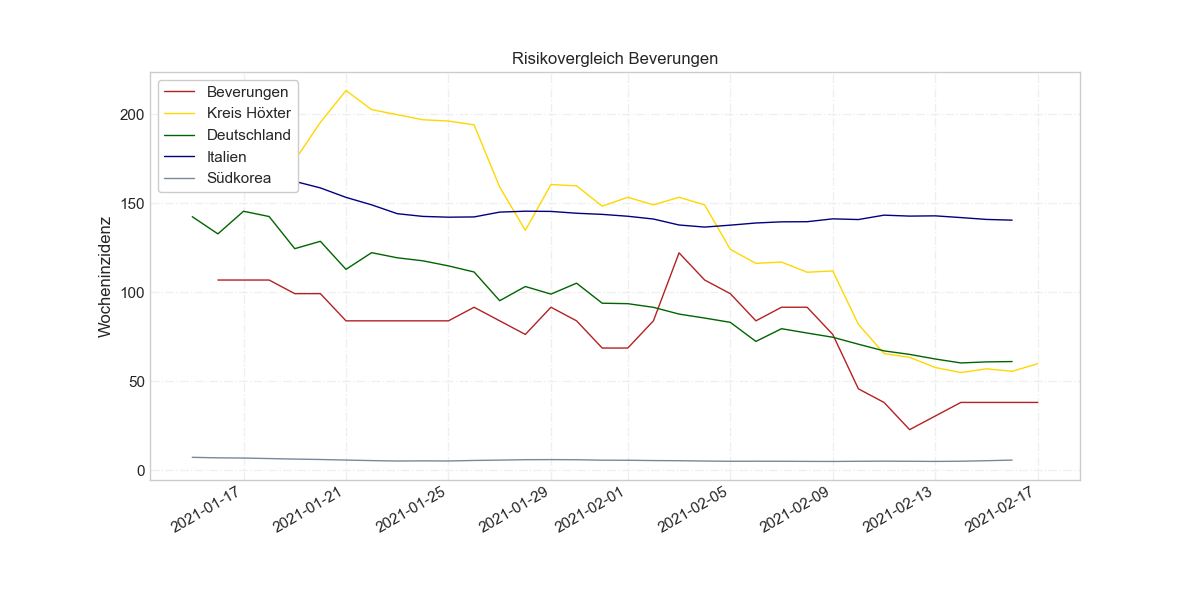 Risikovergleich Beverungen
Beverungen
Kreis Höxter
Deutschland
Italien
Südkorea
Wocheninzidenz
200
150
100
50
0
2021-01-17
2021-01-21
2021-01-25
2021-01-29
2021-02-01
2021-02-05
2021-02-09
2021-02-13
2021-02-17